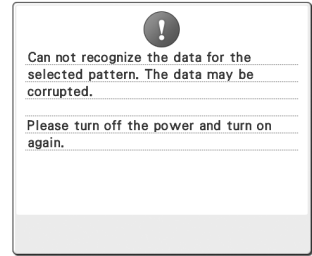 Can not recognize the data for the
selected pattern. The data may be
corrupted.
Please turn off the power and turn on
again.